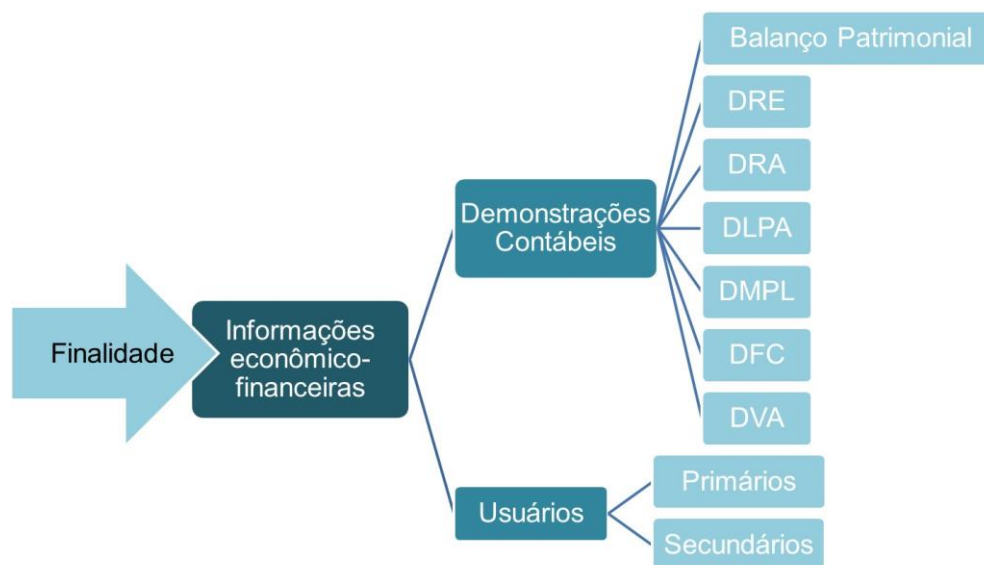 Finalidade
Informações
econômico-
financeiras
Demonstrações
Contábeis
Balanço Patrimonial
DRE
DRA
DLPA
DMPL
DFC
DVA
Usuários
Primários
Secundários